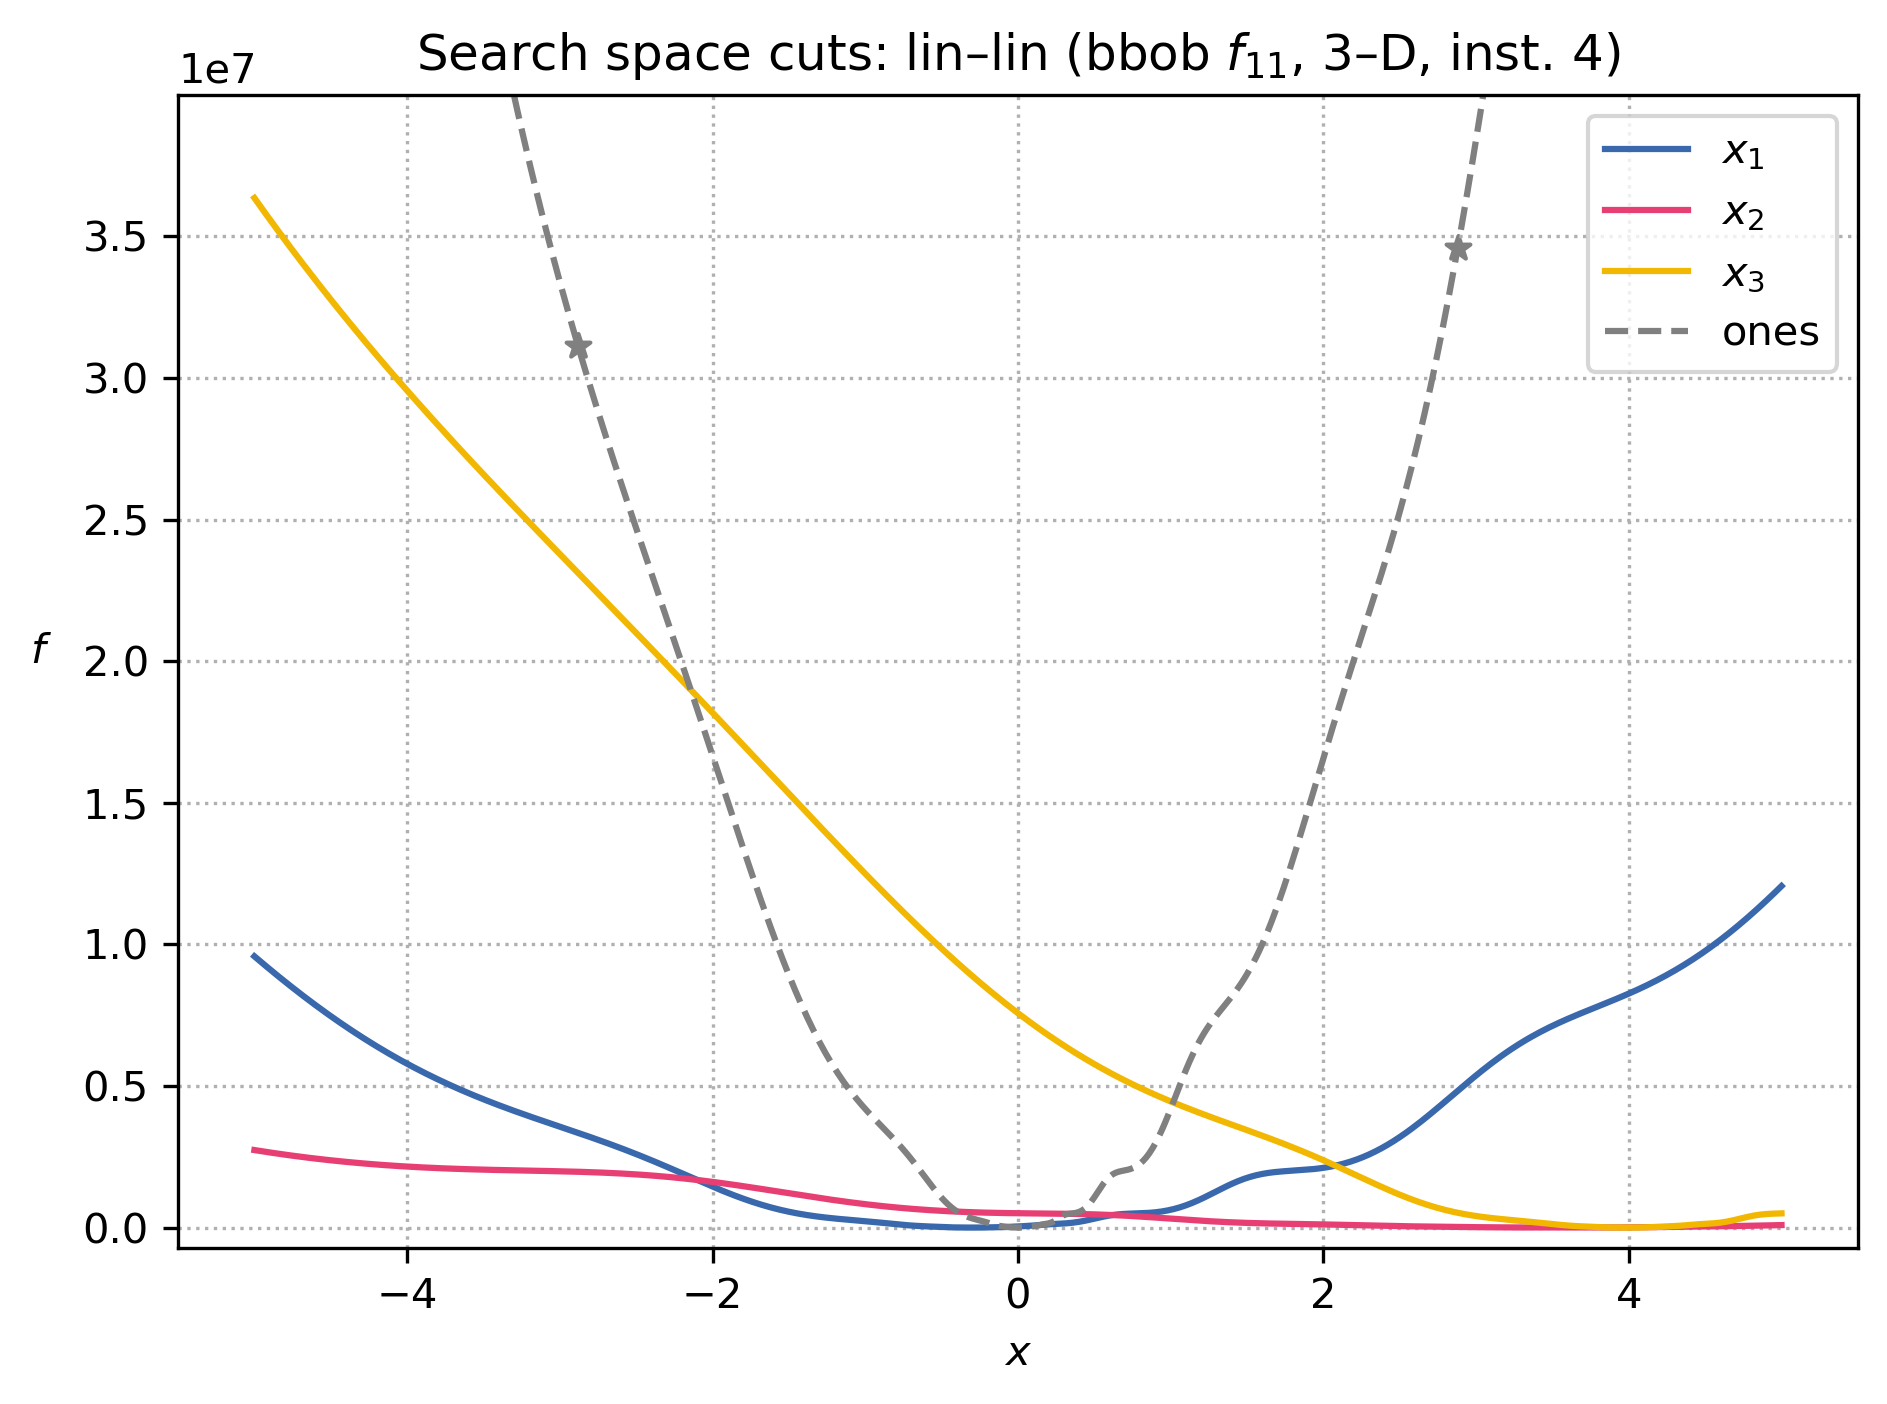 Search space cuts: lin–lin (bbob f₁₁, 3–D, inst. 4)
1e7
x₁
x₂
x₃
ones
3.5
3.0
2.5
2.0
1.5
1.0
0.5
0.0
f
−4 −2 0 2 4
x